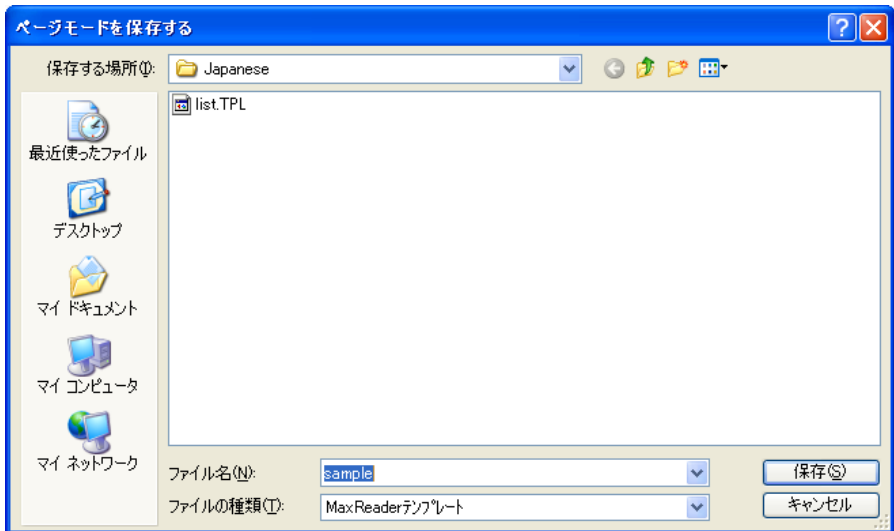 ページモードを保存する
保存する場所(I):
Japanese
list.TPL
最近使ったファイル
デスクトップ
マイ ドキュメント
マイ コンピュータ
マイ ネットワーク
ファイル名(N):
sample
保存(S)
ファイルの種類(T):
MaxReaderテンプレート
キャンセル